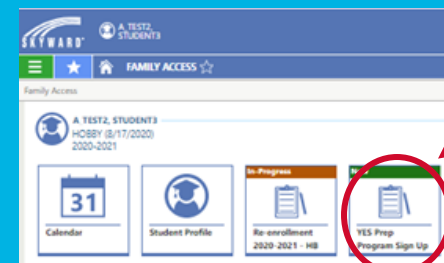 SKYWARD
A TEST2,
STUDENT3
FAMILY ACCESS
Family Access
A TEST2, STUDENT3
HOBBY (8/17/2020)
2020-2021
31
Calendar
Student Profile
In-Progress
Re-enrollment
2020-2021 - HB
New
YES Prep
Program Sign Up